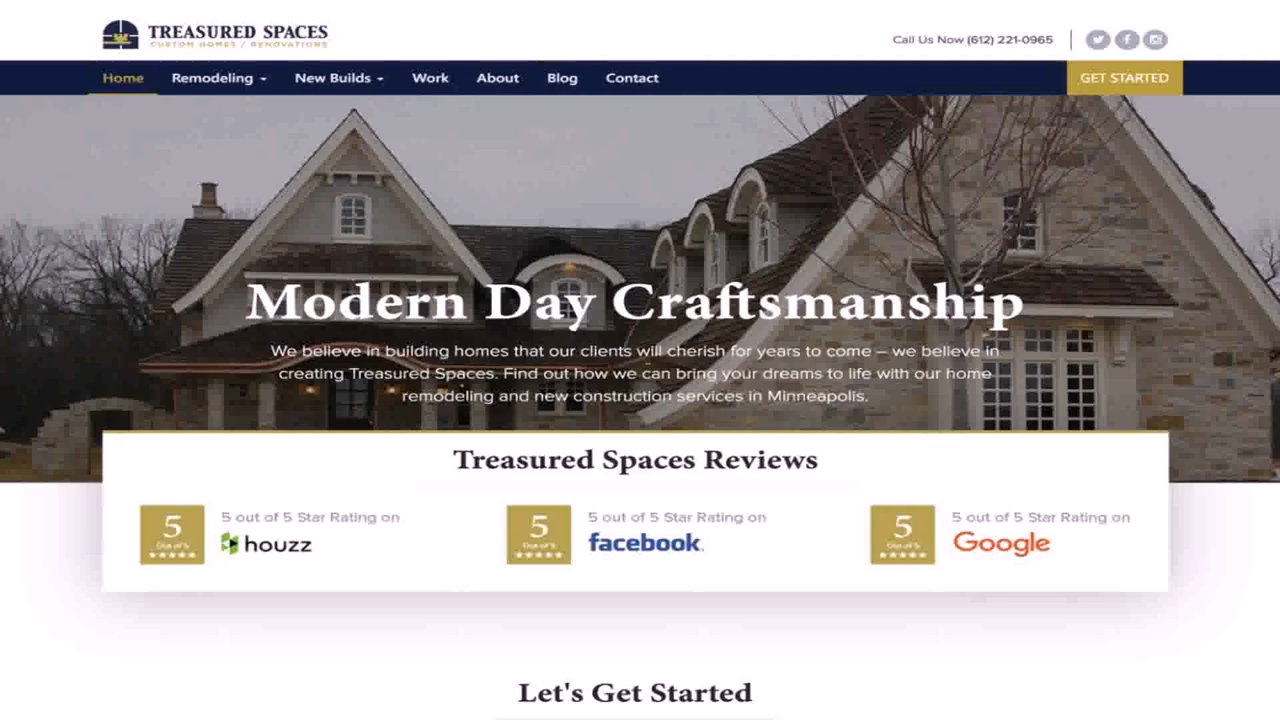 TREASURED SPACES
CUSTOM HOMES / RENOVATIONS
Call Us Now (612) 221-0965
Home Remodeling New Builds Work About Blog Contact GET STARTED
Modern Day Craftsmanship
We believe in building homes that our clients will cherish for years to come – we believe in
creating Treasured Spaces. Find out how we can bring your dreams to life with our home
remodeling and new construction services in Minneapolis.
Treasured Spaces Reviews
5
Out of 5
5 out of 5 Star Rating on
houzz
5
Out of 5
5 out of 5 Star Rating on
facebook.
5
Out of 5
5 out of 5 Star Rating on
Google
Let's Get Started